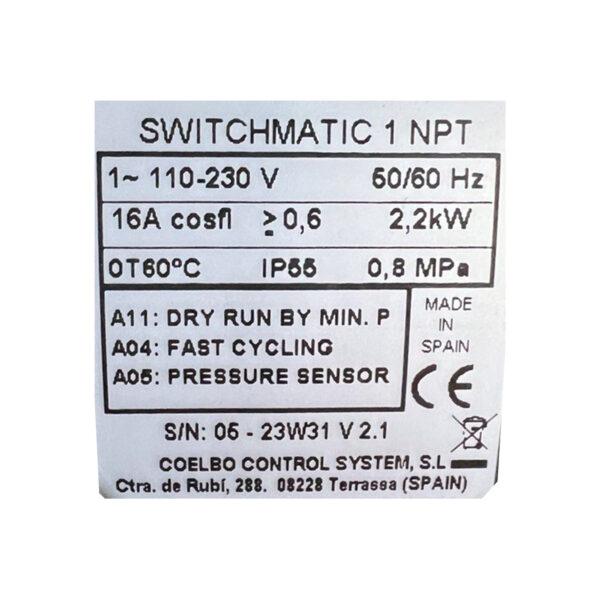 SWITCHMATIC 1 NPT
1~ 110-230 V 50/60 Hz
16A cosfi ≥ 0,6 2,2kW
0T60ºC IP55 0,8 MPa
A11: DRY RUN BY MIN. P
A04: FAST CYCLING
A05: PRESSURE SENSOR
MADE
IN
SPAIN
CE
S/N: 05 - 23W31 V 2.1
COELBO CONTROL SYSTEM, S.L
Ctra. de Rubí, 288. 08228 Terrassa (SPAIN)